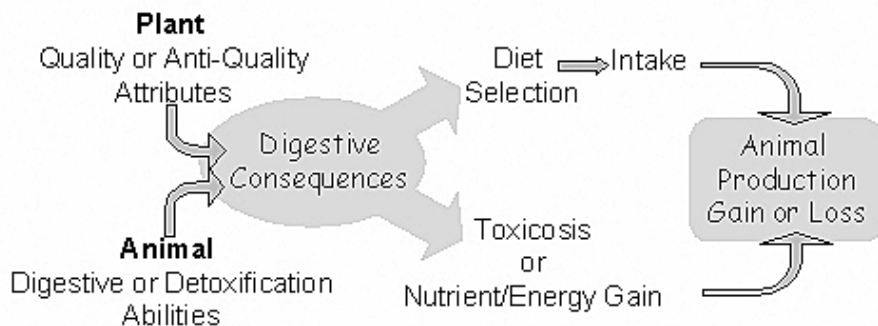 Plant
Quality or Anti-Quality
Attributes
Digestive
Consequences
Animal
Digestive or Detoxification
Abilities
Diet
Selection
Intake
Toxicosis
or
Nutrient/Energy Gain
Animal
Production
Gain or Loss